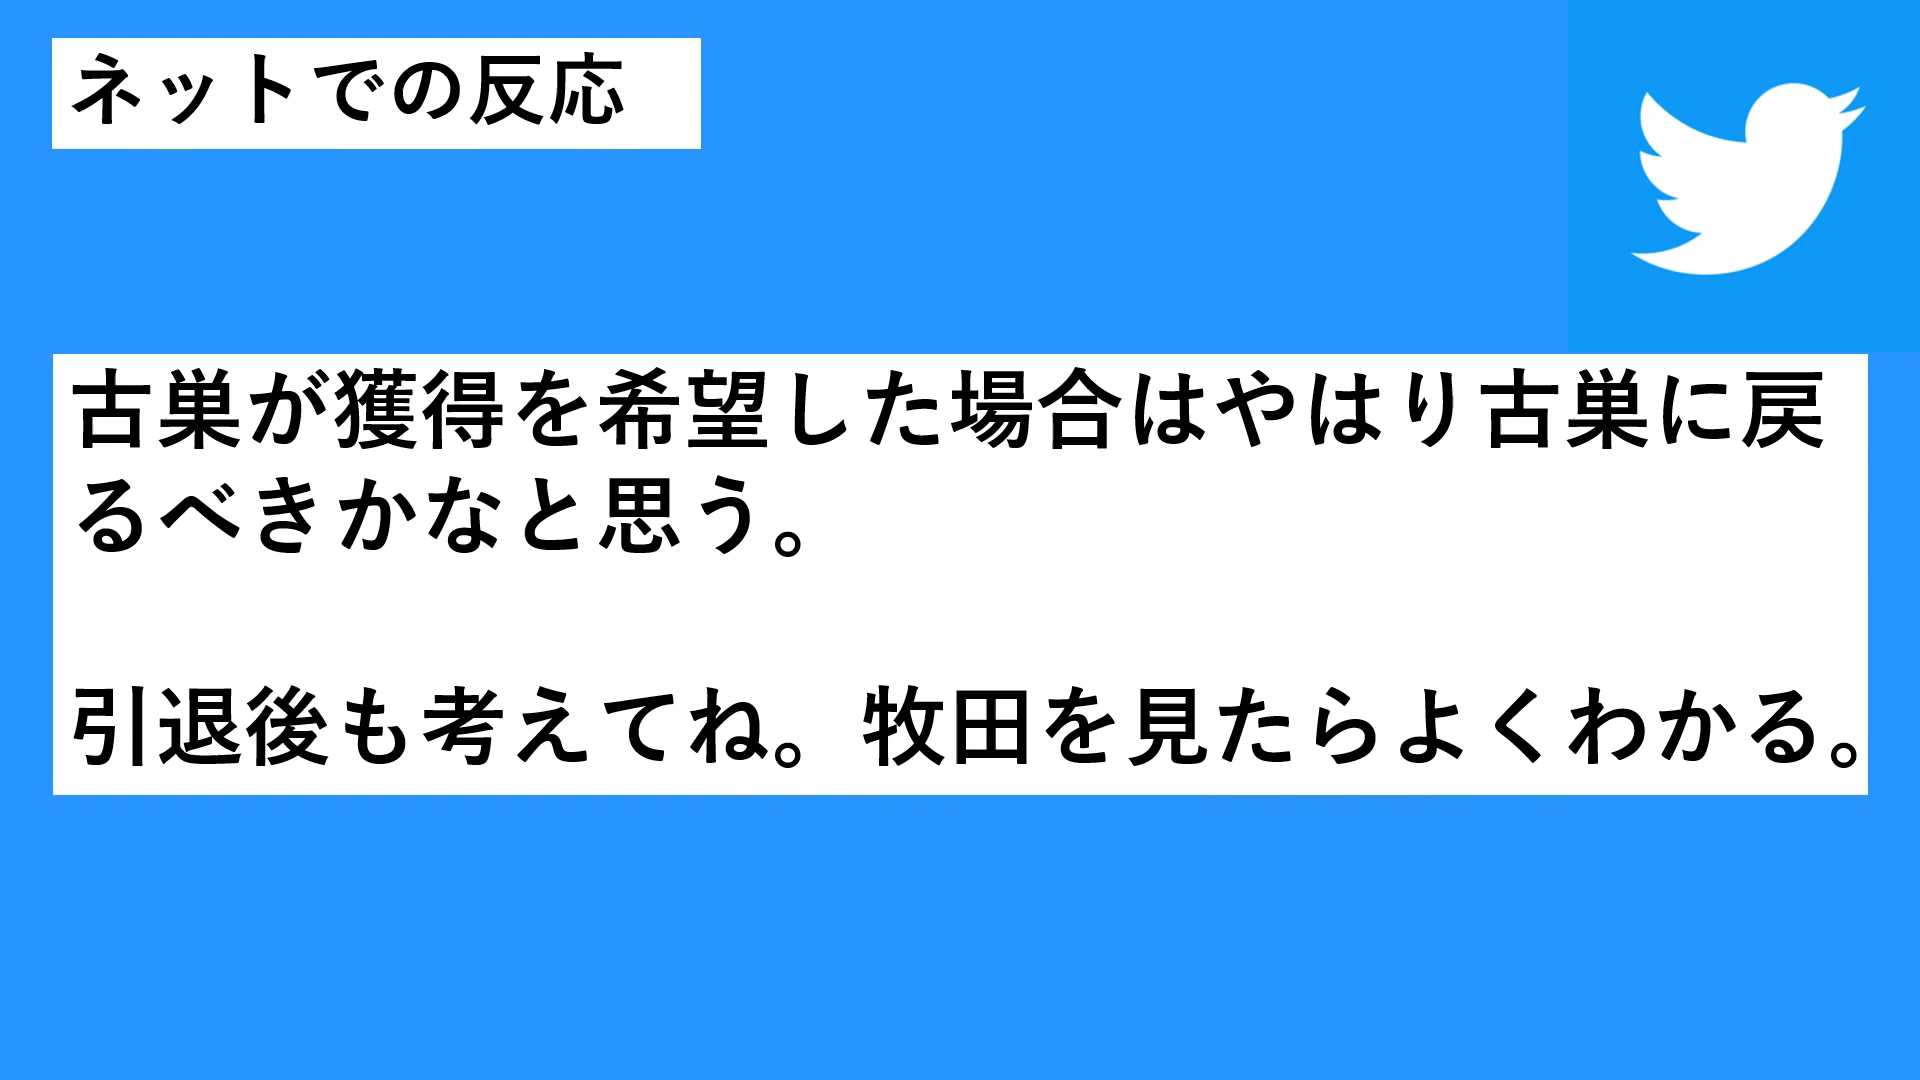 ネットでの反応
古巣が獲得を希望した場合はやはり古巣に戻
るべきかなと思う。
引退後も考えてね。牧田を見たらよくわかる。